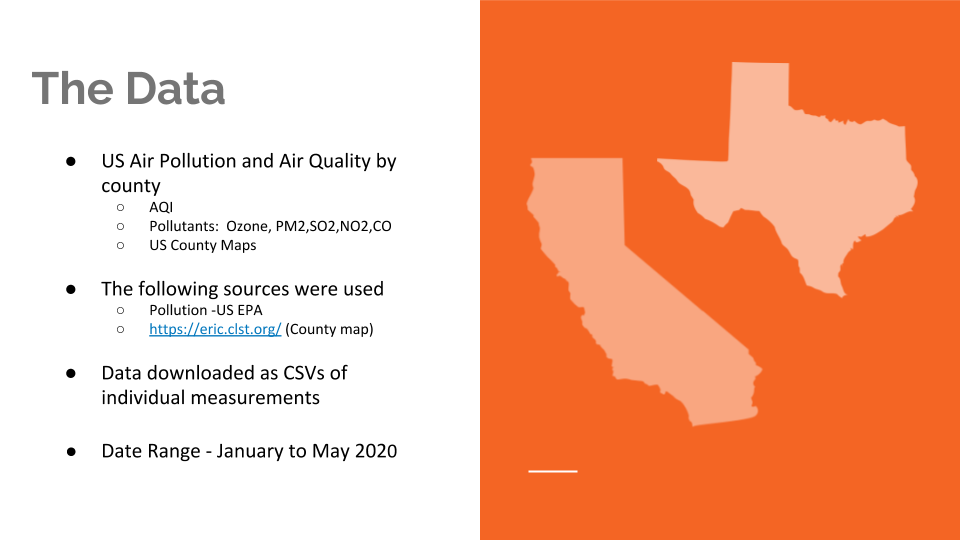 The Data
● US Air Pollution and Air Quality by
county
○ AQI
○ Pollutants:  Ozone, PM2,SO2,NO2,CO
○ US County Maps
● The following sources were used
○ Pollution -US EPA
○ https://eric.clst.org/ (County map)
● Data downloaded as CSVs of
individual measurements
● Date Range - January to May 2020